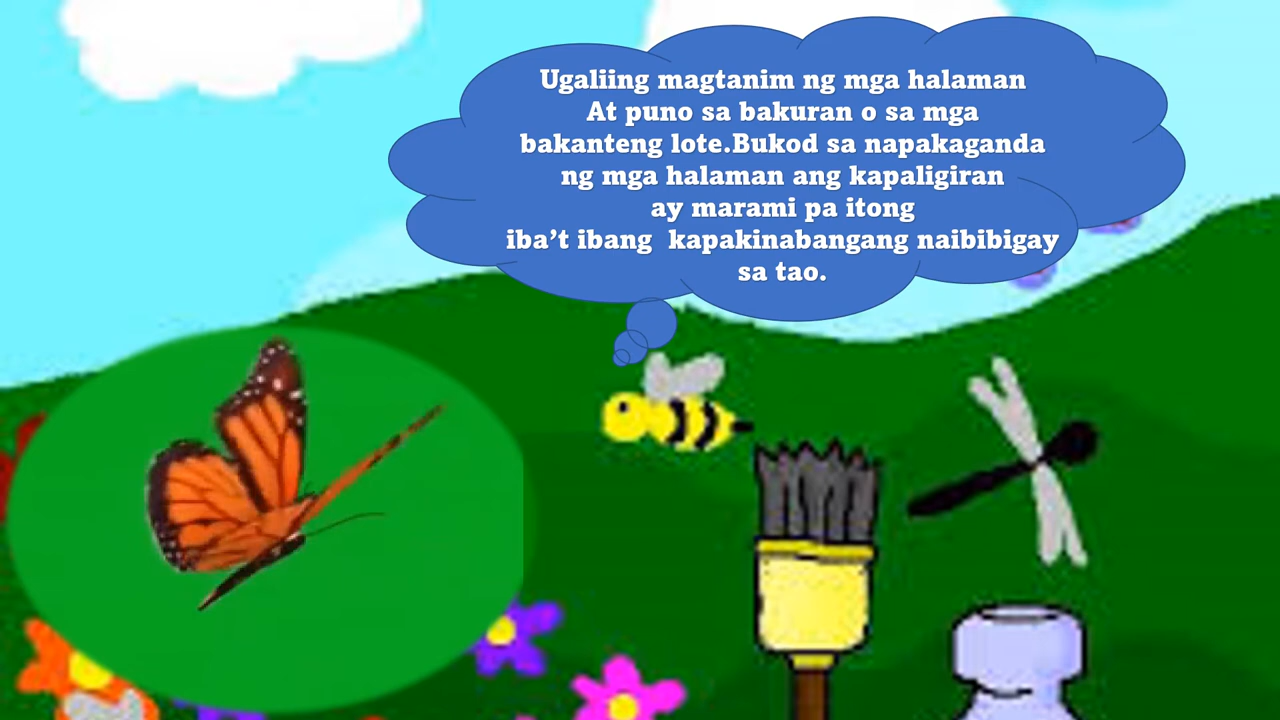 Ugaliing magtanim ng mga halaman
At puno sa bakuran o sa mga
bakanteng lote.Bukod sa napakaganda
ng mga halaman ang kapaligiran
ay marami pa itong
iba’t ibang  kapakinabangang naibibigay
sa tao.